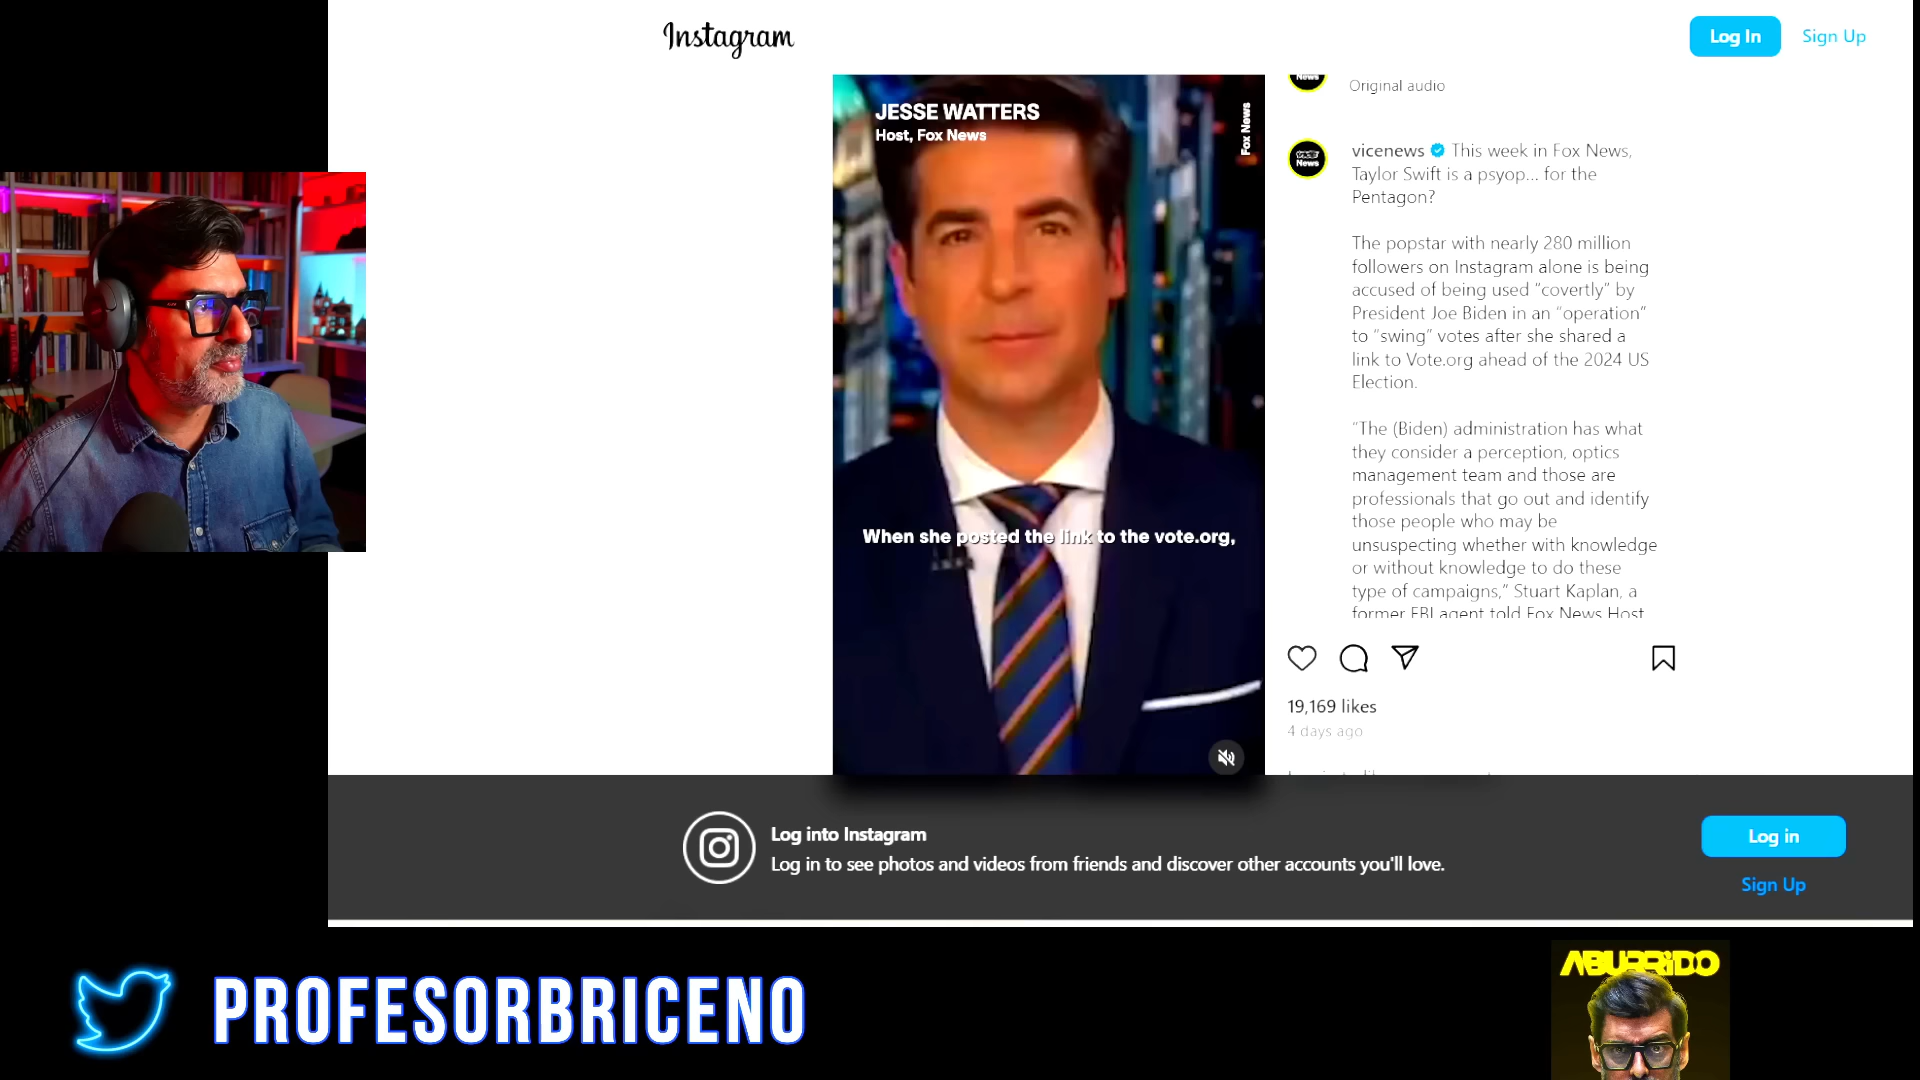 Instagram
Log In
Sign Up
JESSE WATTERS
Host, Fox News
Fox News
When she posted the link to the vote.org,
News
Original audio
News
vicenews This week in Fox News,
Taylor Swift is a psyop... for the
Pentagon?
The popstar with nearly 280 million
followers on Instagram alone is being
accused of being used “covertly” by
President Joe Biden in an “operation”
to “swing” votes after she shared a
link to Vote.org ahead of the 2024 US
Election.
“The (Biden) administration has what
they consider a perception, optics
management team and those are
professionals that go out and identify
those people who may be
unsuspecting whether with knowledge
or without knowledge to do these
type of campaigns,” Stuart Kaplan, a
former FBI agent told Fox News Host
19,169 likes
4 days ago
Log into Instagram
Log in to see photos and videos from friends and discover other accounts you'll love.
Log in
Sign Up
PROFESORBRICENO
ABURRIDO